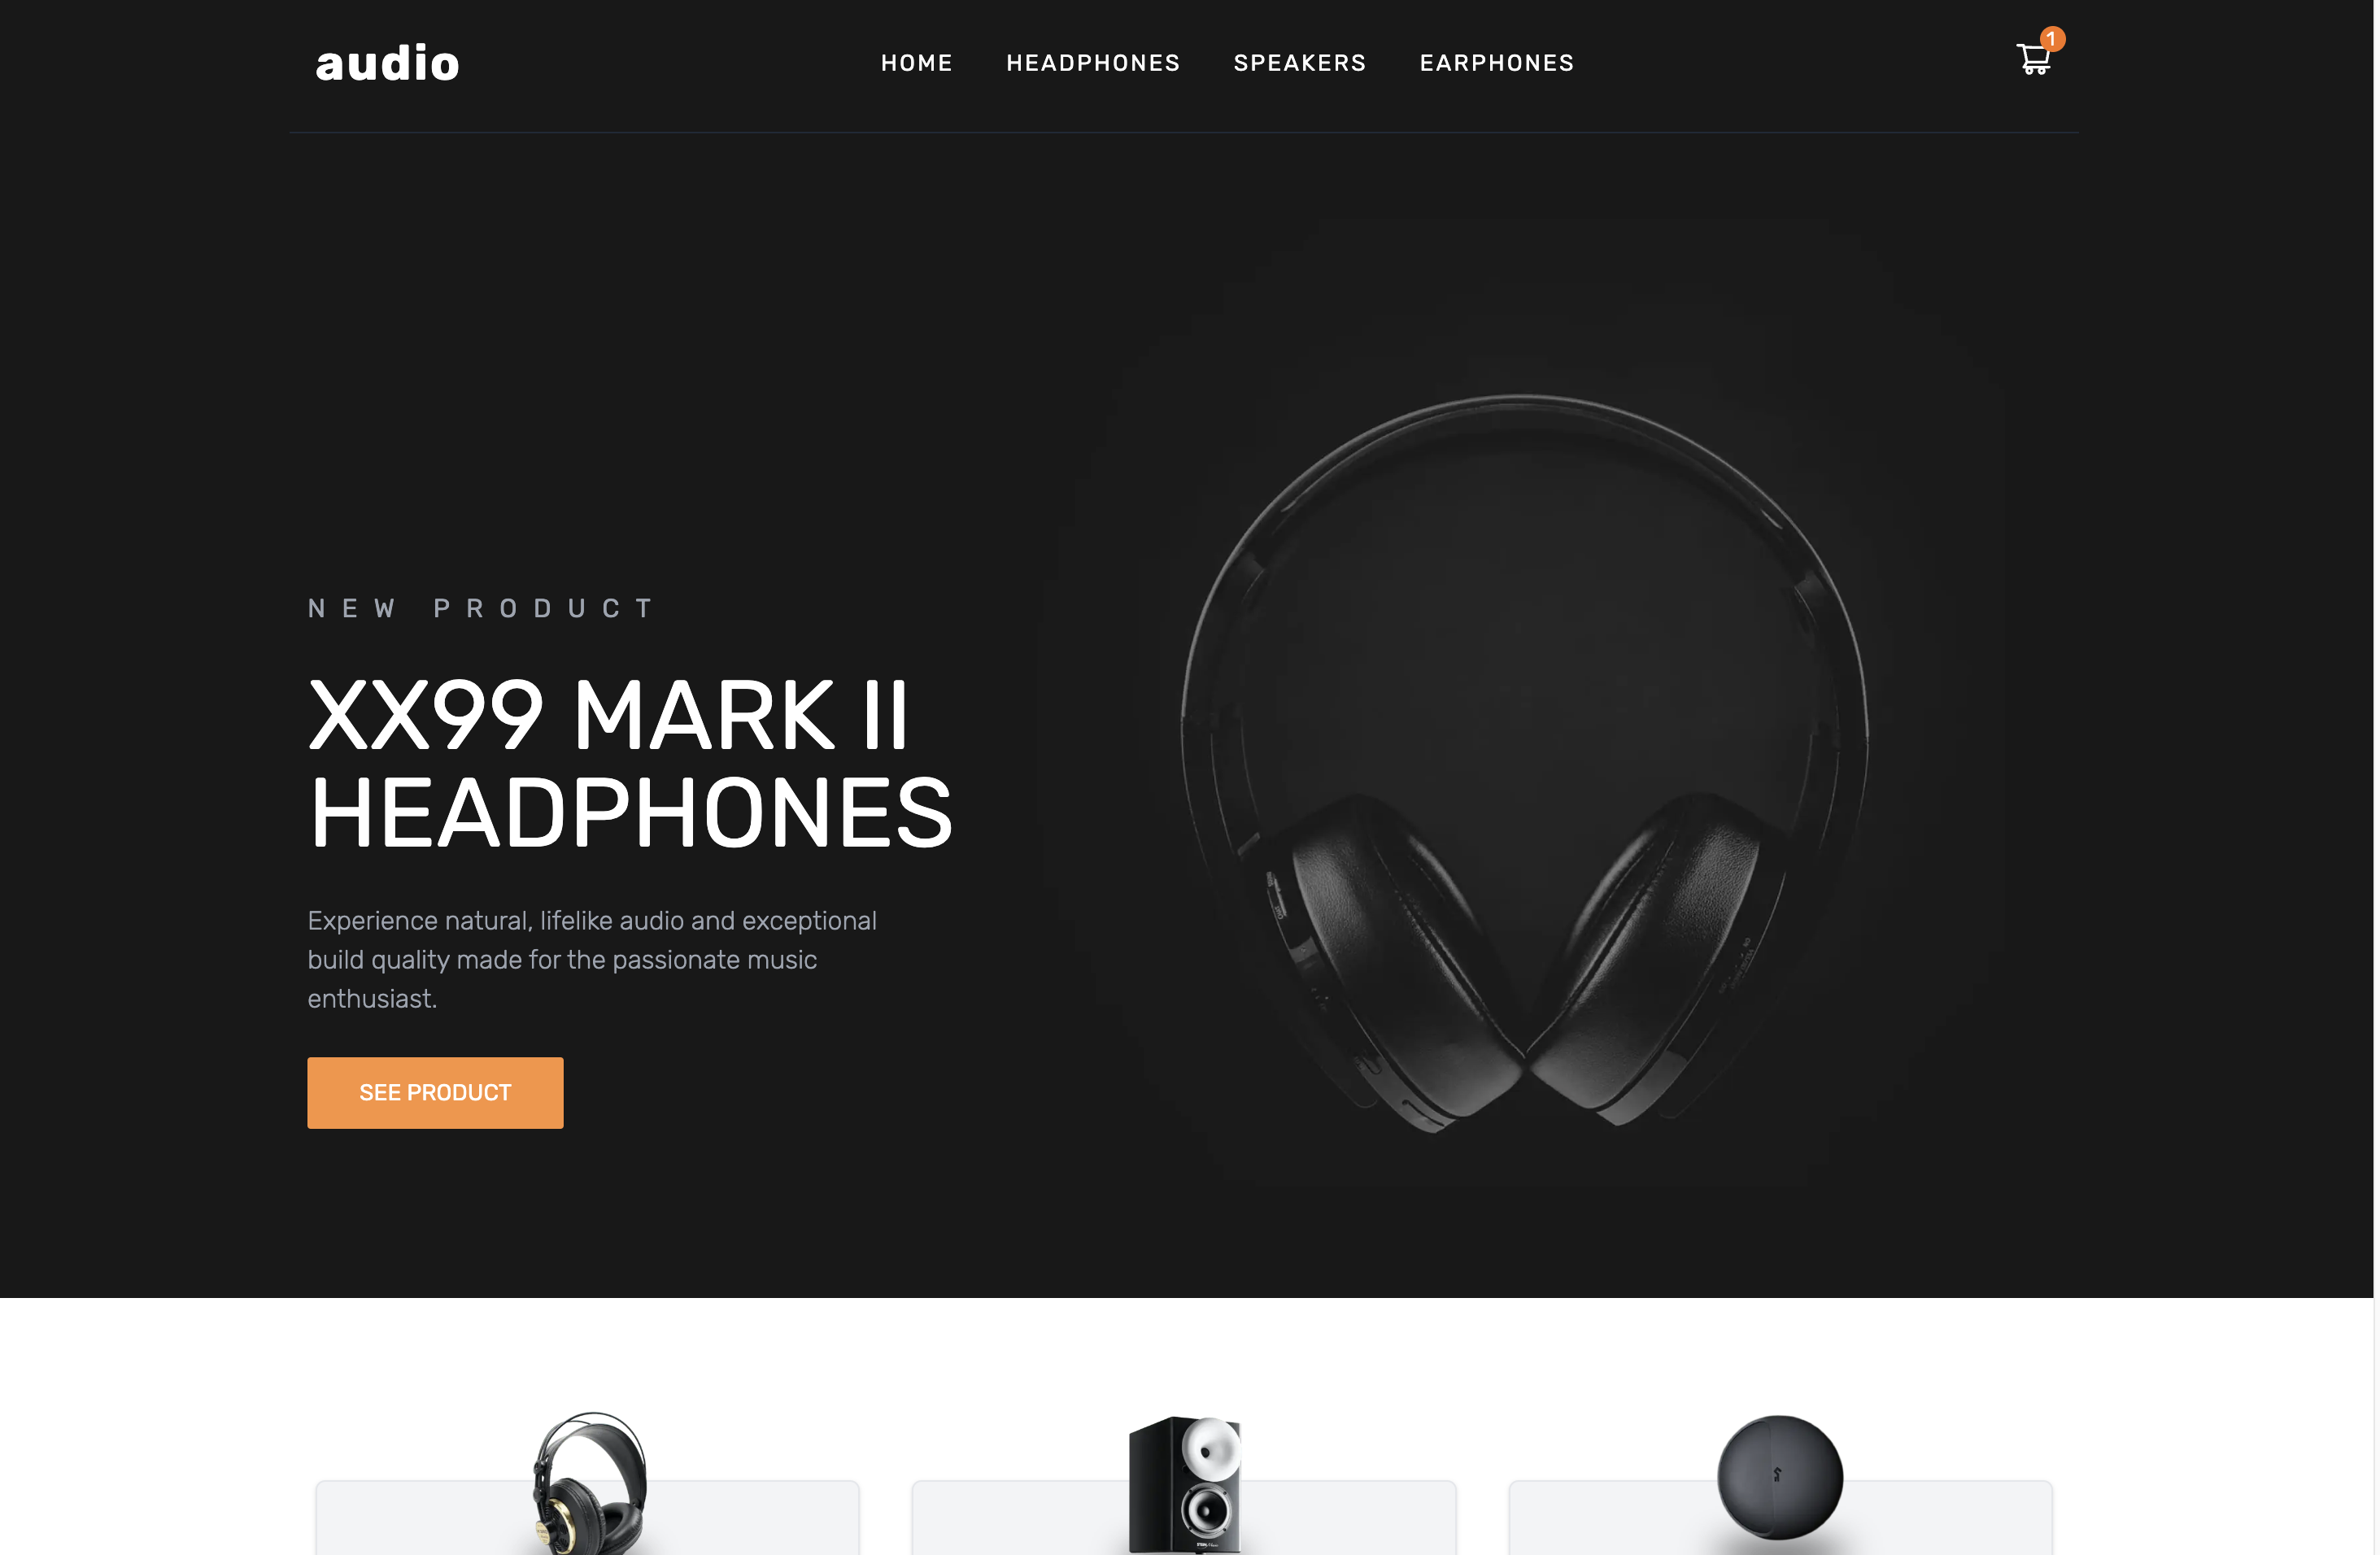 audio
HOME HEADPHONES SPEAKERS EARPHONES
1
NEW PRODUCT
XX99 MARK II
HEADPHONES
Experience natural, lifelike audio and exceptional
build quality made for the passionate music
enthusiast.
SEE PRODUCT